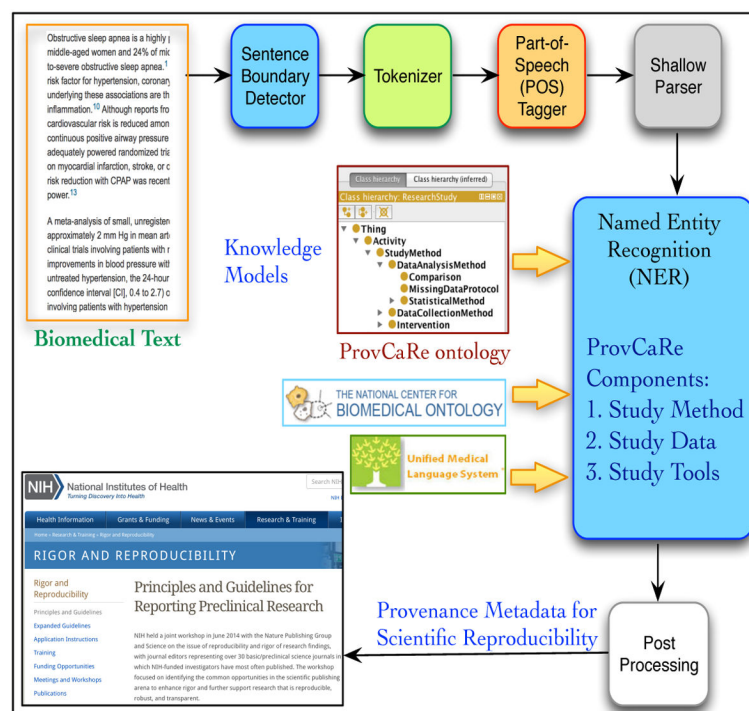 Obstructive sleep apnea is a highly
middle-aged women and 24% of mid
to-severe obstructive sleep apnea.1
risk factor for hypertension, coronary
underlying these associations are th
inflammation.10 Although reports fro
cardiovascular risk is reduced amon
continuous positive airway pressure
adequately powered randomized tria
on myocardial infarction, stroke, or c
risk reduction with CPAP was recent
power.13
A meta-analysis of small, unregistere
approximately 2 mm Hg in mean arte
clinical trials involving patients with r
improvements in blood pressure with
untreated hypertension, the 24-hour
confidence interval [CI], 0.4 to 2.7) c
involving patients with hypertension
Biomedical Text
Sentence
Boundary
Detector
Tokenizer
Part-of-
Speech
(POS)
Tagger
Shallow
Parser
Knowledge
Models
Class hierarchy
Class hierarchy (inferred)
Class hierarchy: ResearchStudy
Thing
Activity
StudyMethod
DataAnalysisMethod
Comparison
MissingDataProtocol
StatisticalMethod
DataCollectionMethod
Intervention
ProvCaRe ontology
THE NATIONAL CENTER FOR
BIOMEDICAL ONTOLOGY
Unified Medical
Language System
Named Entity
Recognition
(NER)
ProvCaRe
Components:
1. Study Method
2. Study Data
3. Study Tools
Post
Processing
Provenance Metadata for
Scientific Reproducibility
NIH
National Institutes of Health
Turning Discovery Into Health
Search NIH
Health Information
Grants & Funding
News & Events
Research & Training
Home » Research & Training » Rigor and Reproducibility
RIGOR AND REPRODUCIBILITY
Rigor and
Reproducibility
Principles and Guidelines
Expanded Guidelines
Application Instructions
Training
Funding Opportunities
Meetings and Workshops
Publications
Principles and Guidelines for
Reporting Preclinical Research
NIH held a joint workshop in June 2014 with the Nature Publishing Group
and Science on the issue of reproducibility and rigor of research findings,
with journal editors representing over 30 basic/preclinical science journals in
which NIH-funded investigators have most often published. The workshop
focused on identifying the common opportunities in the scientific publishing
arena to enhance rigor and further support research that is reproducible,
robust, and transparent.